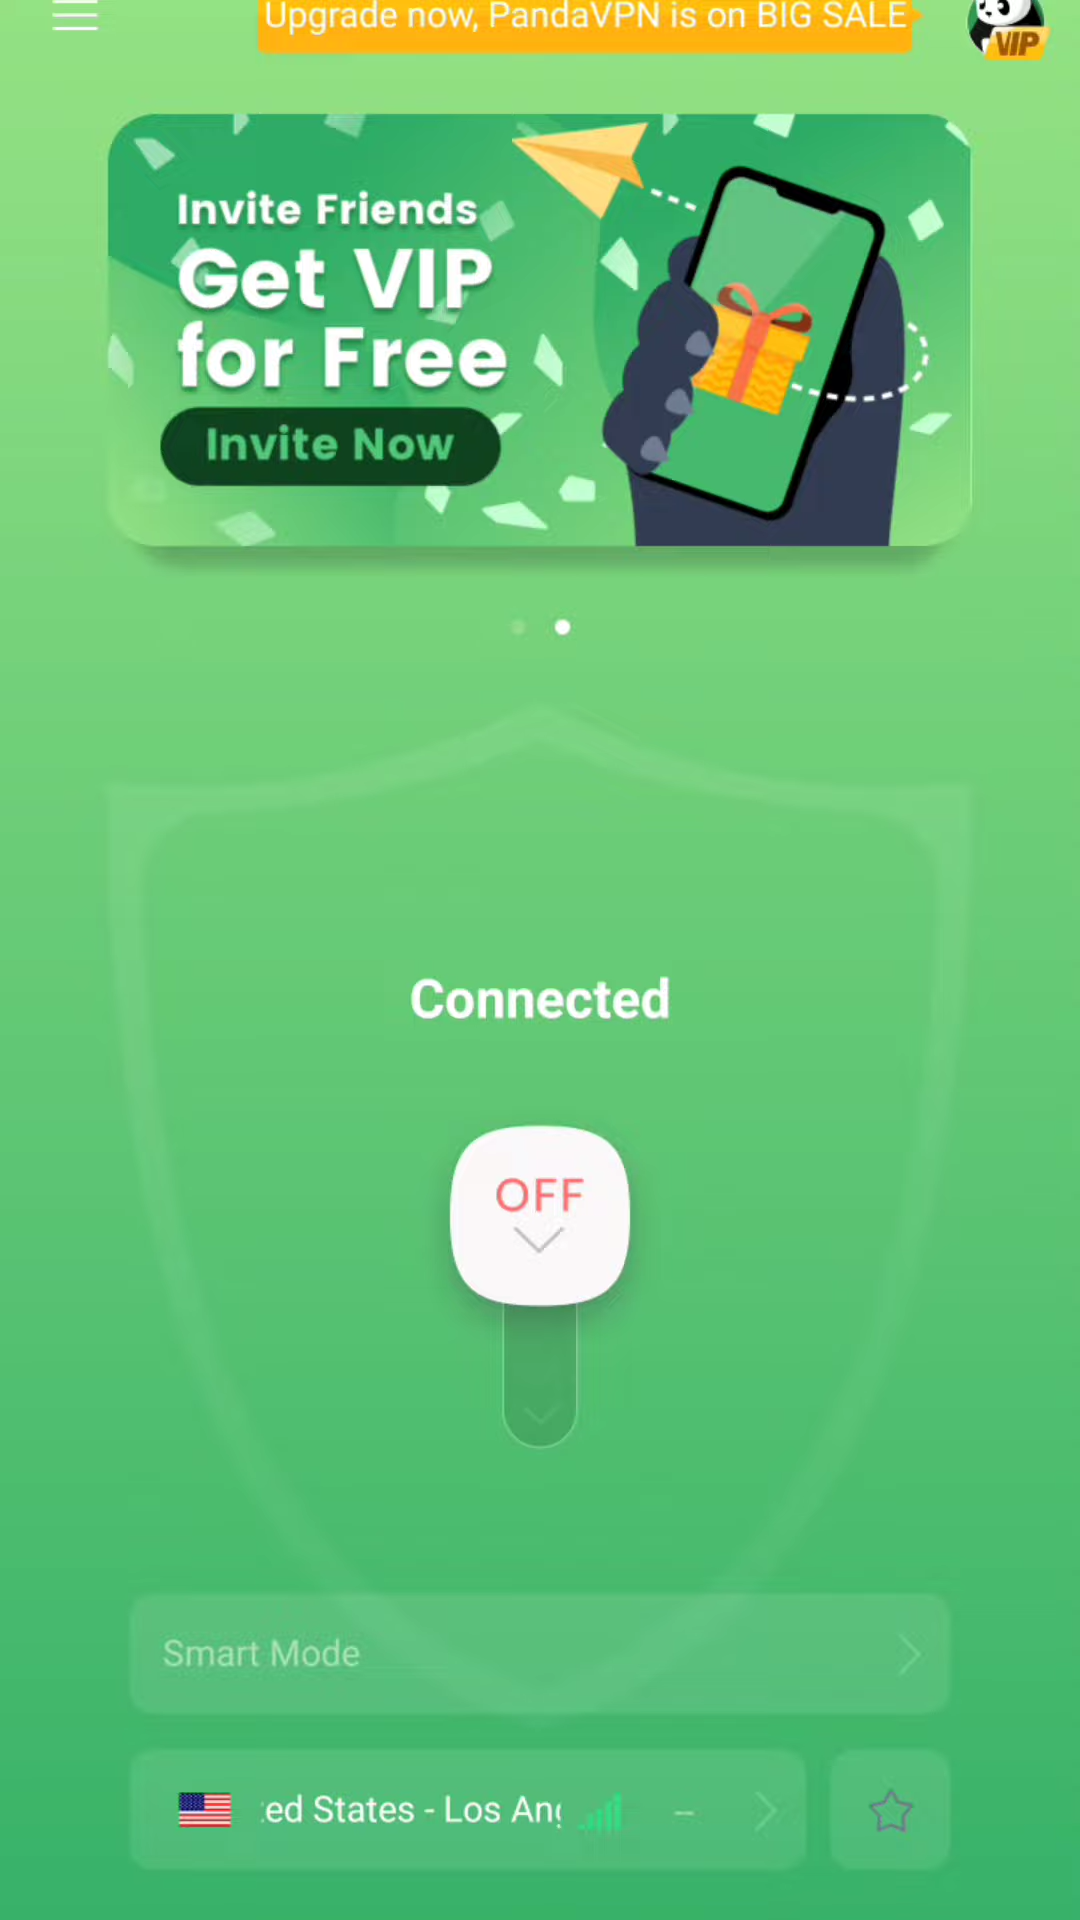 Upgrade now, PandaVPN is on BIG SALE
VIP
Invite Friends
Get VIP
for Free
Invite Now
Connected
OFF
Smart Mode
ed States - Los An